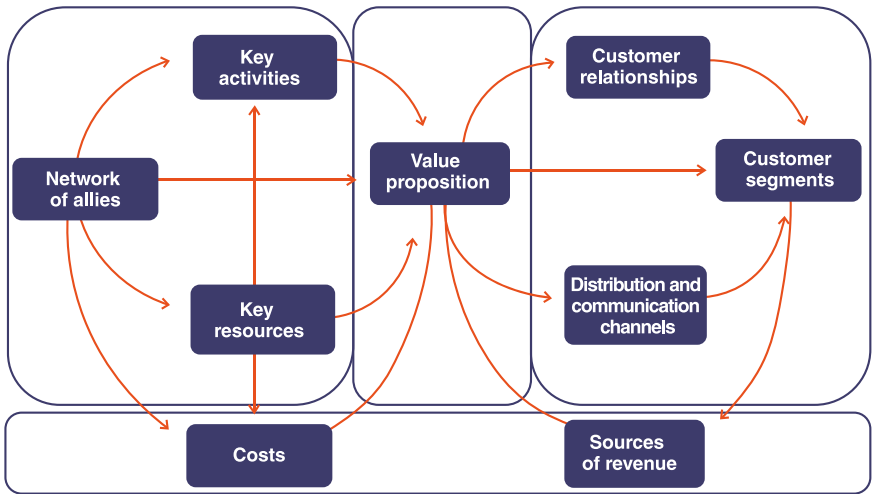 Key
activities
Customer
relationships
Network
of allies
Value
proposition
Customer
segments
Key
resources
Distribution and
communication
channels
Costs
Sources
of revenue